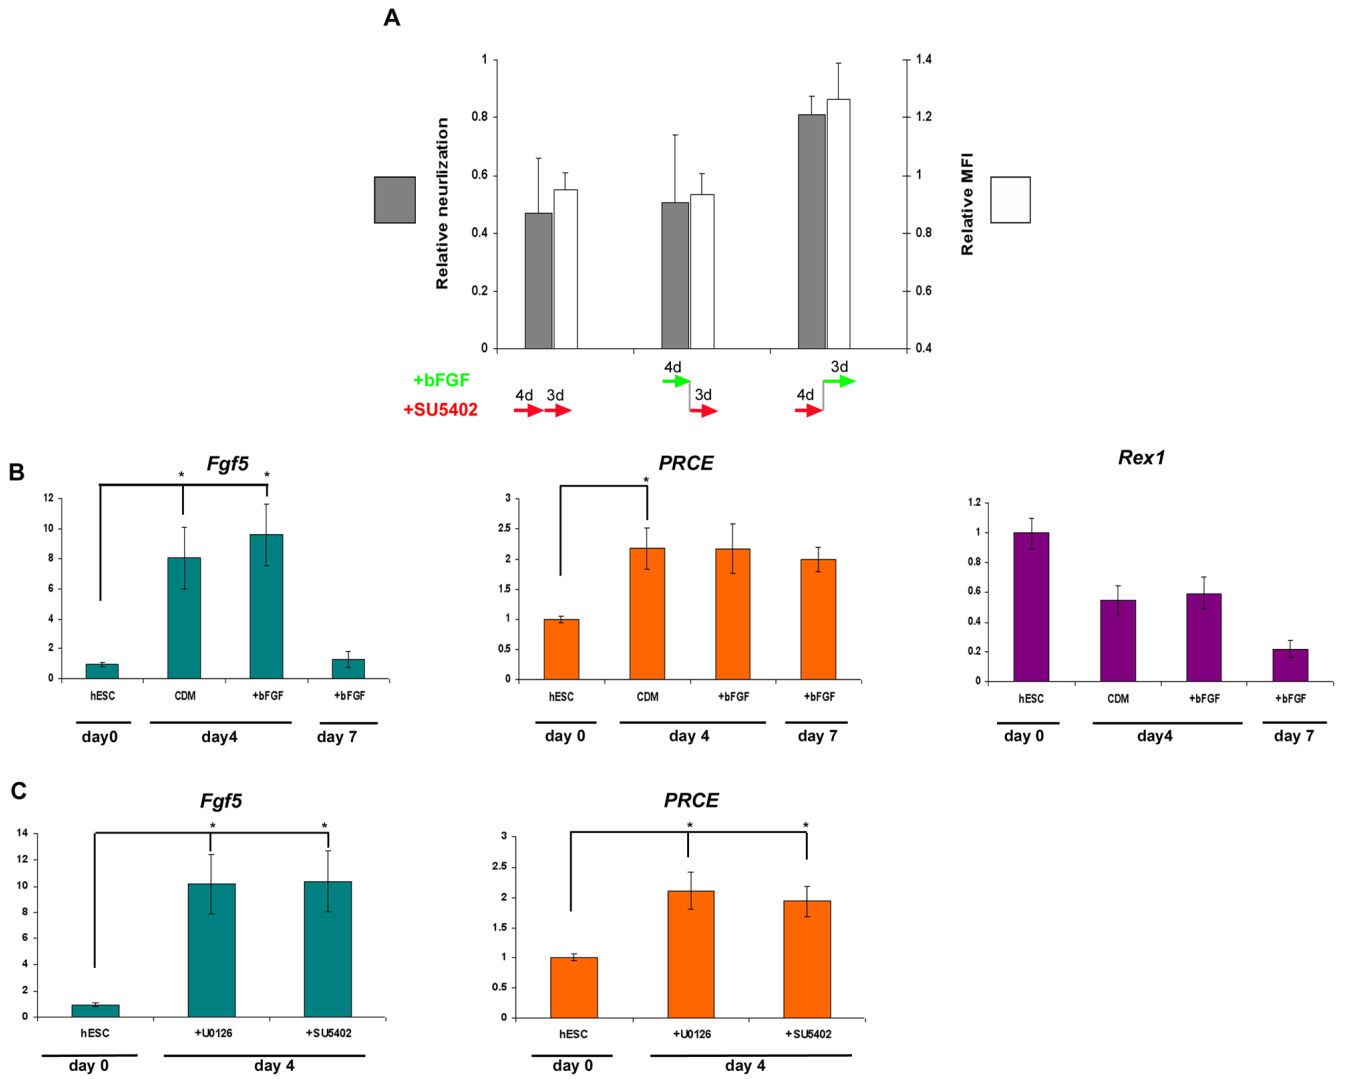 A
1
0.8
0.6
0.4
0.2
0
Relative neurlization
1.4
1.2
1
0.8
0.6
0.4
Relative MFI
+bFGF
+SU5402
4d 3d
4d
3d
3d
4d
B
Fgf5
* *
12
10
8
6
4
2
0
hESC CDM +bFGF +bFGF
day0 day4 day 7
PRCE
*
3
2.5
2
1.5
1
0.5
0
hESC CDM +bFGF +bFGF
day 0 day 4 day 7
Rex1
1.2
1
0.8
0.6
0.4
0.2
0
hESC CDM +bFGF +bFGF
day 0 day4 day 7
C
Fgf5
* *
14
12
10
8
6
4
2
0
hESC +U0126 +SU5402
day 0 day 4
PRCE
* *
3
2.5
2
1.5
1
0.5
0
hESC +U0126 +SU5402
day 0 day 4